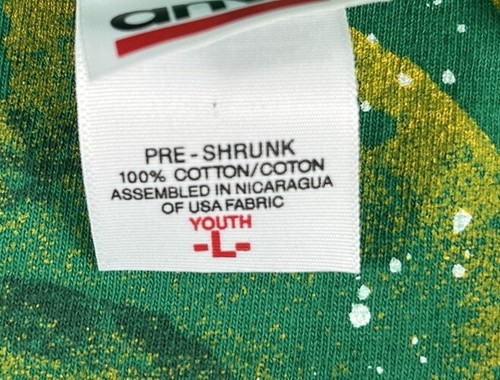 PRE-SHRUNK
100% COTTON/COTON
ASSEMBLED IN NICARAGUA
OF USA FABRIC
YOUTH
-L-